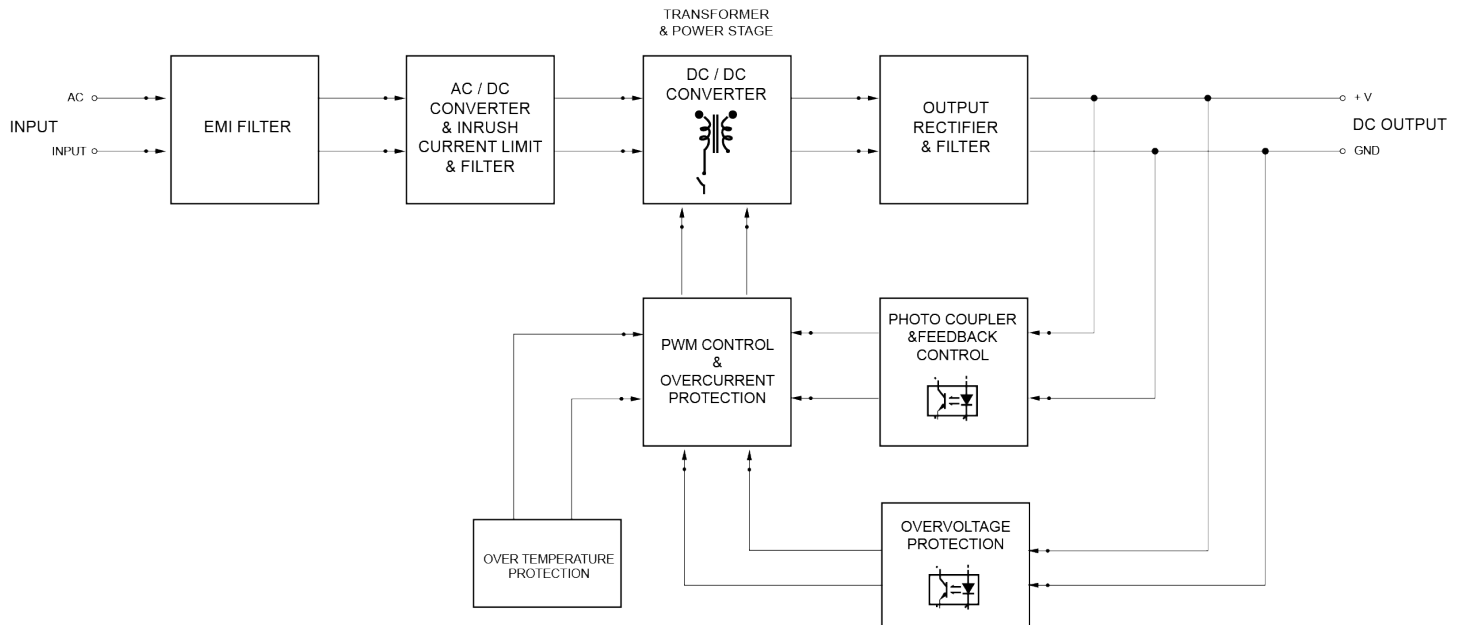 TRANSFORMER
& POWER STAGE
AC
INPUT
INPUT
EMI FILTER
AC / DC
CONVERTER
& INRUSH
CURRENT LIMIT
& FILTER
DC / DC
CONVERTER
OUTPUT
RECTIFIER
& FILTER
+ V
DC OUTPUT
GND
PWM CONTROL
&
OVERCURRENT
PROTECTION
PHOTO COUPLER
&FEEDBACK
CONTROL
OVER TEMPERATURE
PROTECTION
OVERVOLTAGE
PROTECTION